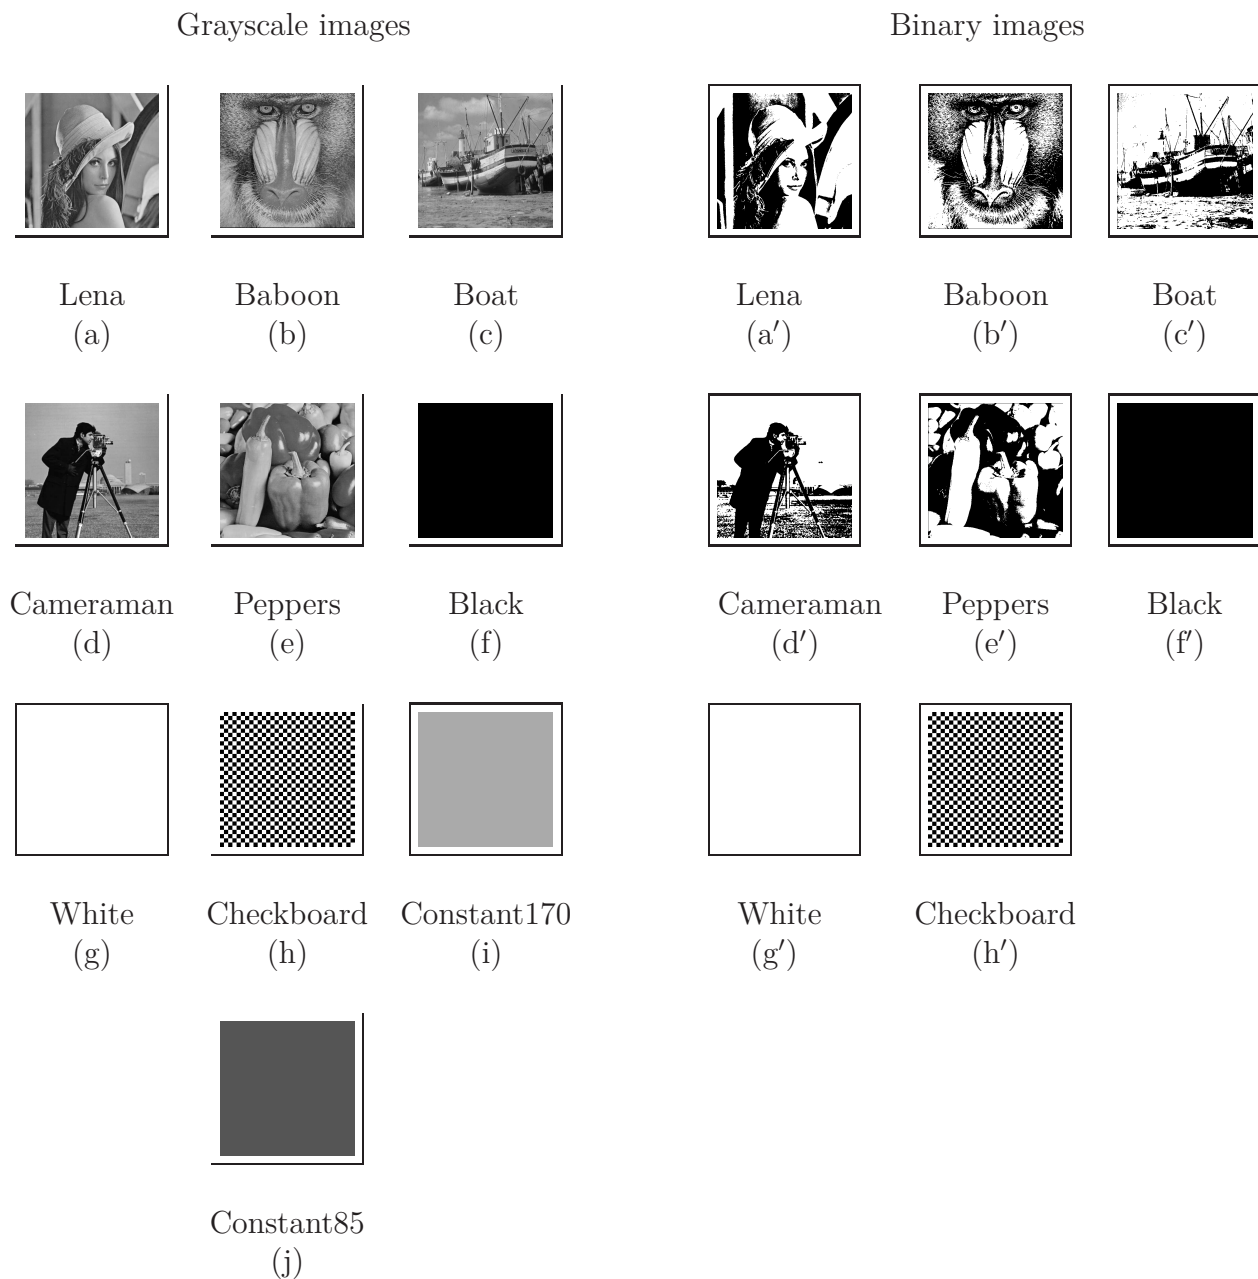 Grayscale images
Binary images
Lena
(a)
Baboon
(b)
Boat
(c)
Lena
(a′)
Baboon
(b′)
Boat
(c′)
Cameraman
(d)
Peppers
(e)
Black
(f)
Cameraman
(d′)
Peppers
(e′)
Black
(f′)
White
(g)
Checkboard
(h)
Constant170
(i)
White
(g′)
Checkboard
(h′)
Constant85
(j)